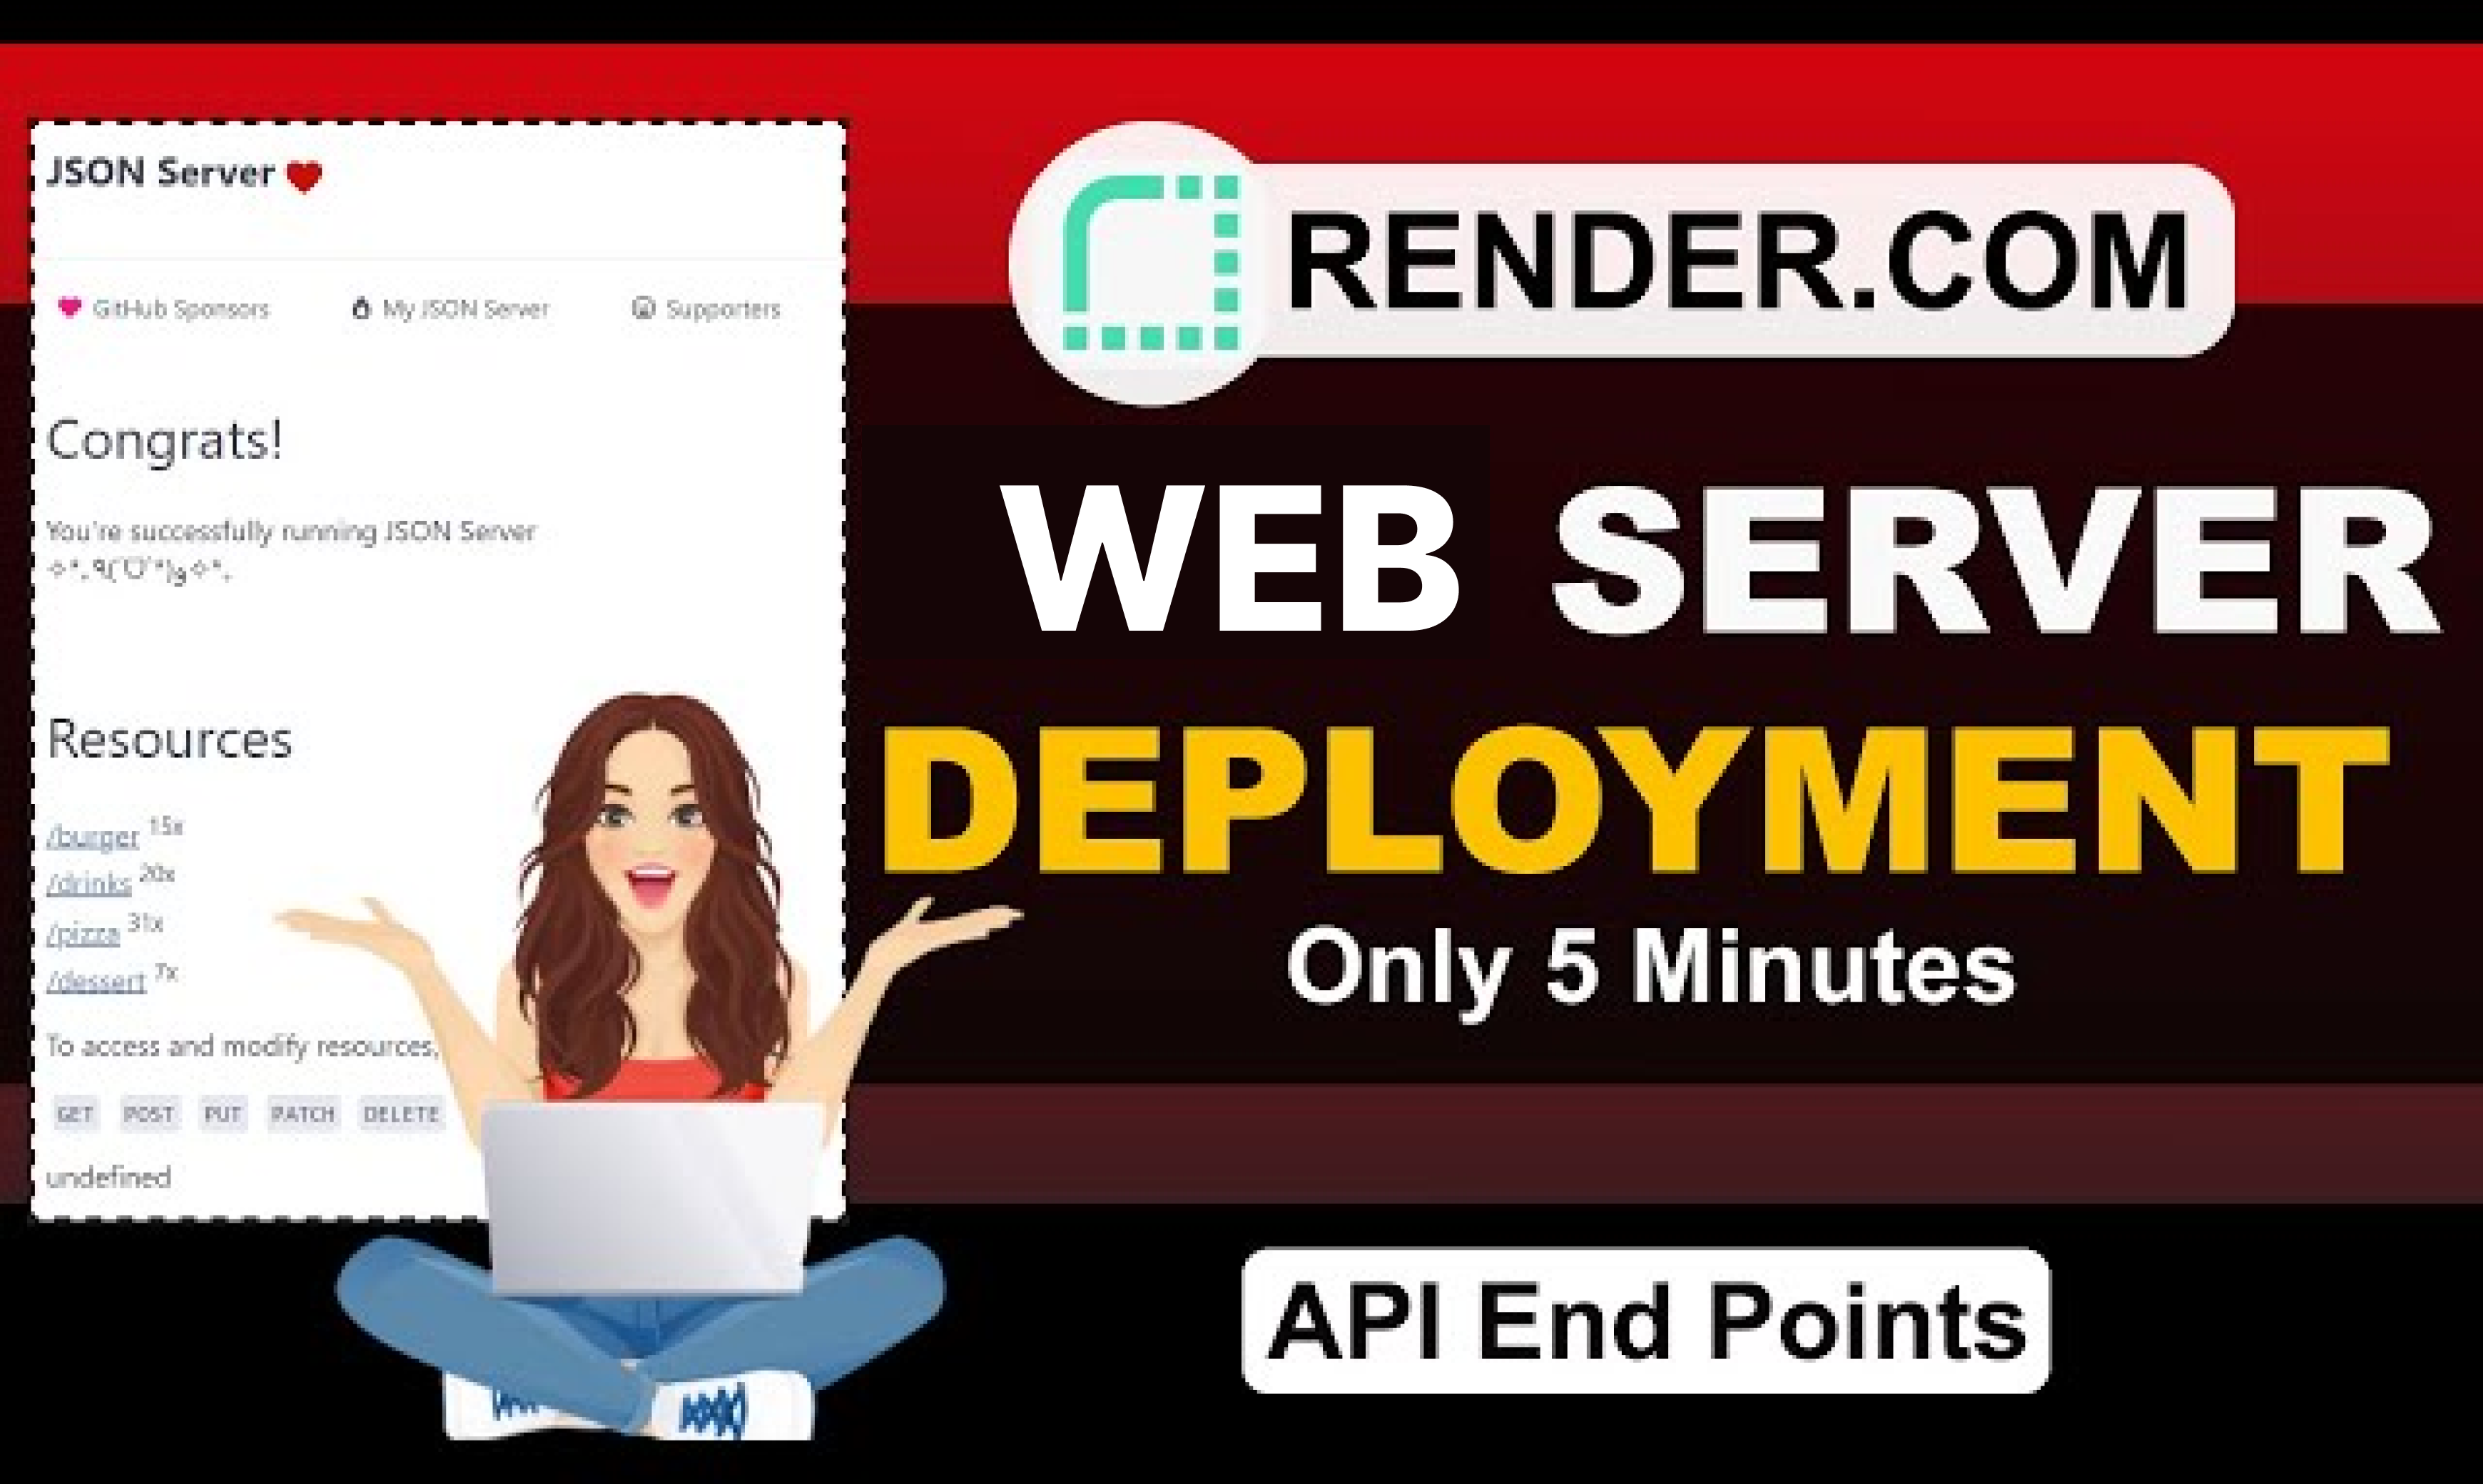 JSON Server
GitHub Sponsors My JSON Server Supporters
Congrats!
You're successfully running JSON Server
Resources
/burger 15x
/drinks 20x
/pizza 31x
/dessert 7x
To access and modify resources,
GET POST PUT PATCH DELETE
undefined
RENDER.COM
WEB SERVER
DEPLOYMENT
Only 5 Minutes
API End Points